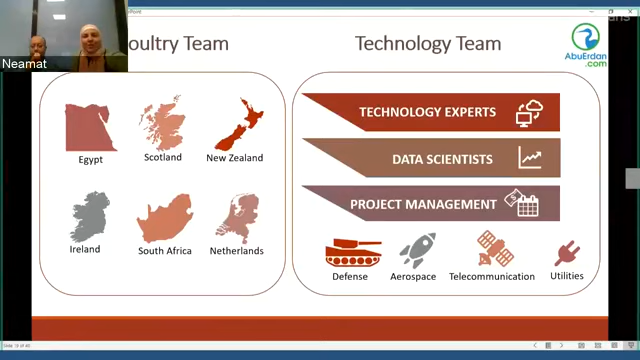 Neamat
oultry Team
Technology Team
AbuErdan
.com
Egypt
Scotland
New Zealand
Ireland
South Africa
Netherlands
TECHNOLOGY EXPERTS
DATA SCIENTISTS
PROJECT MANAGEMENT
Defense
Aerospace
Telecommunication
Utilities